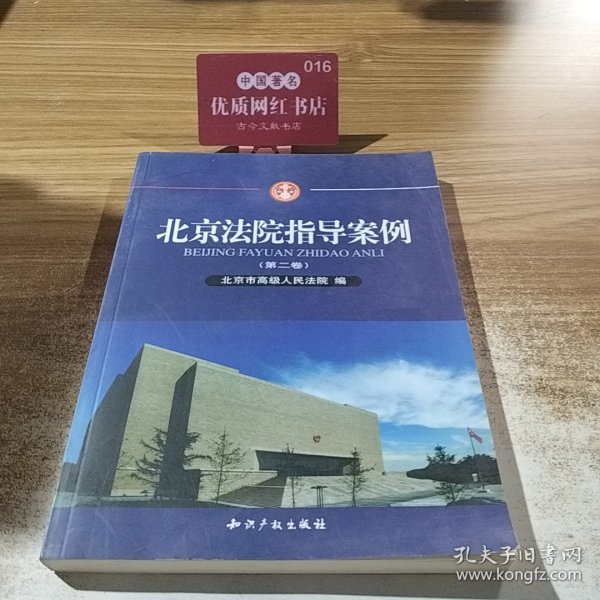 016
中国著名
优质网红书店
古今文献书店
北京法院指导案例
BEIJING FAYUAN ZHIDAO ANLI
(第二卷)
北京市高级人民法院 编
知识产权出版社
孔夫子旧书网
www.kongfz.com